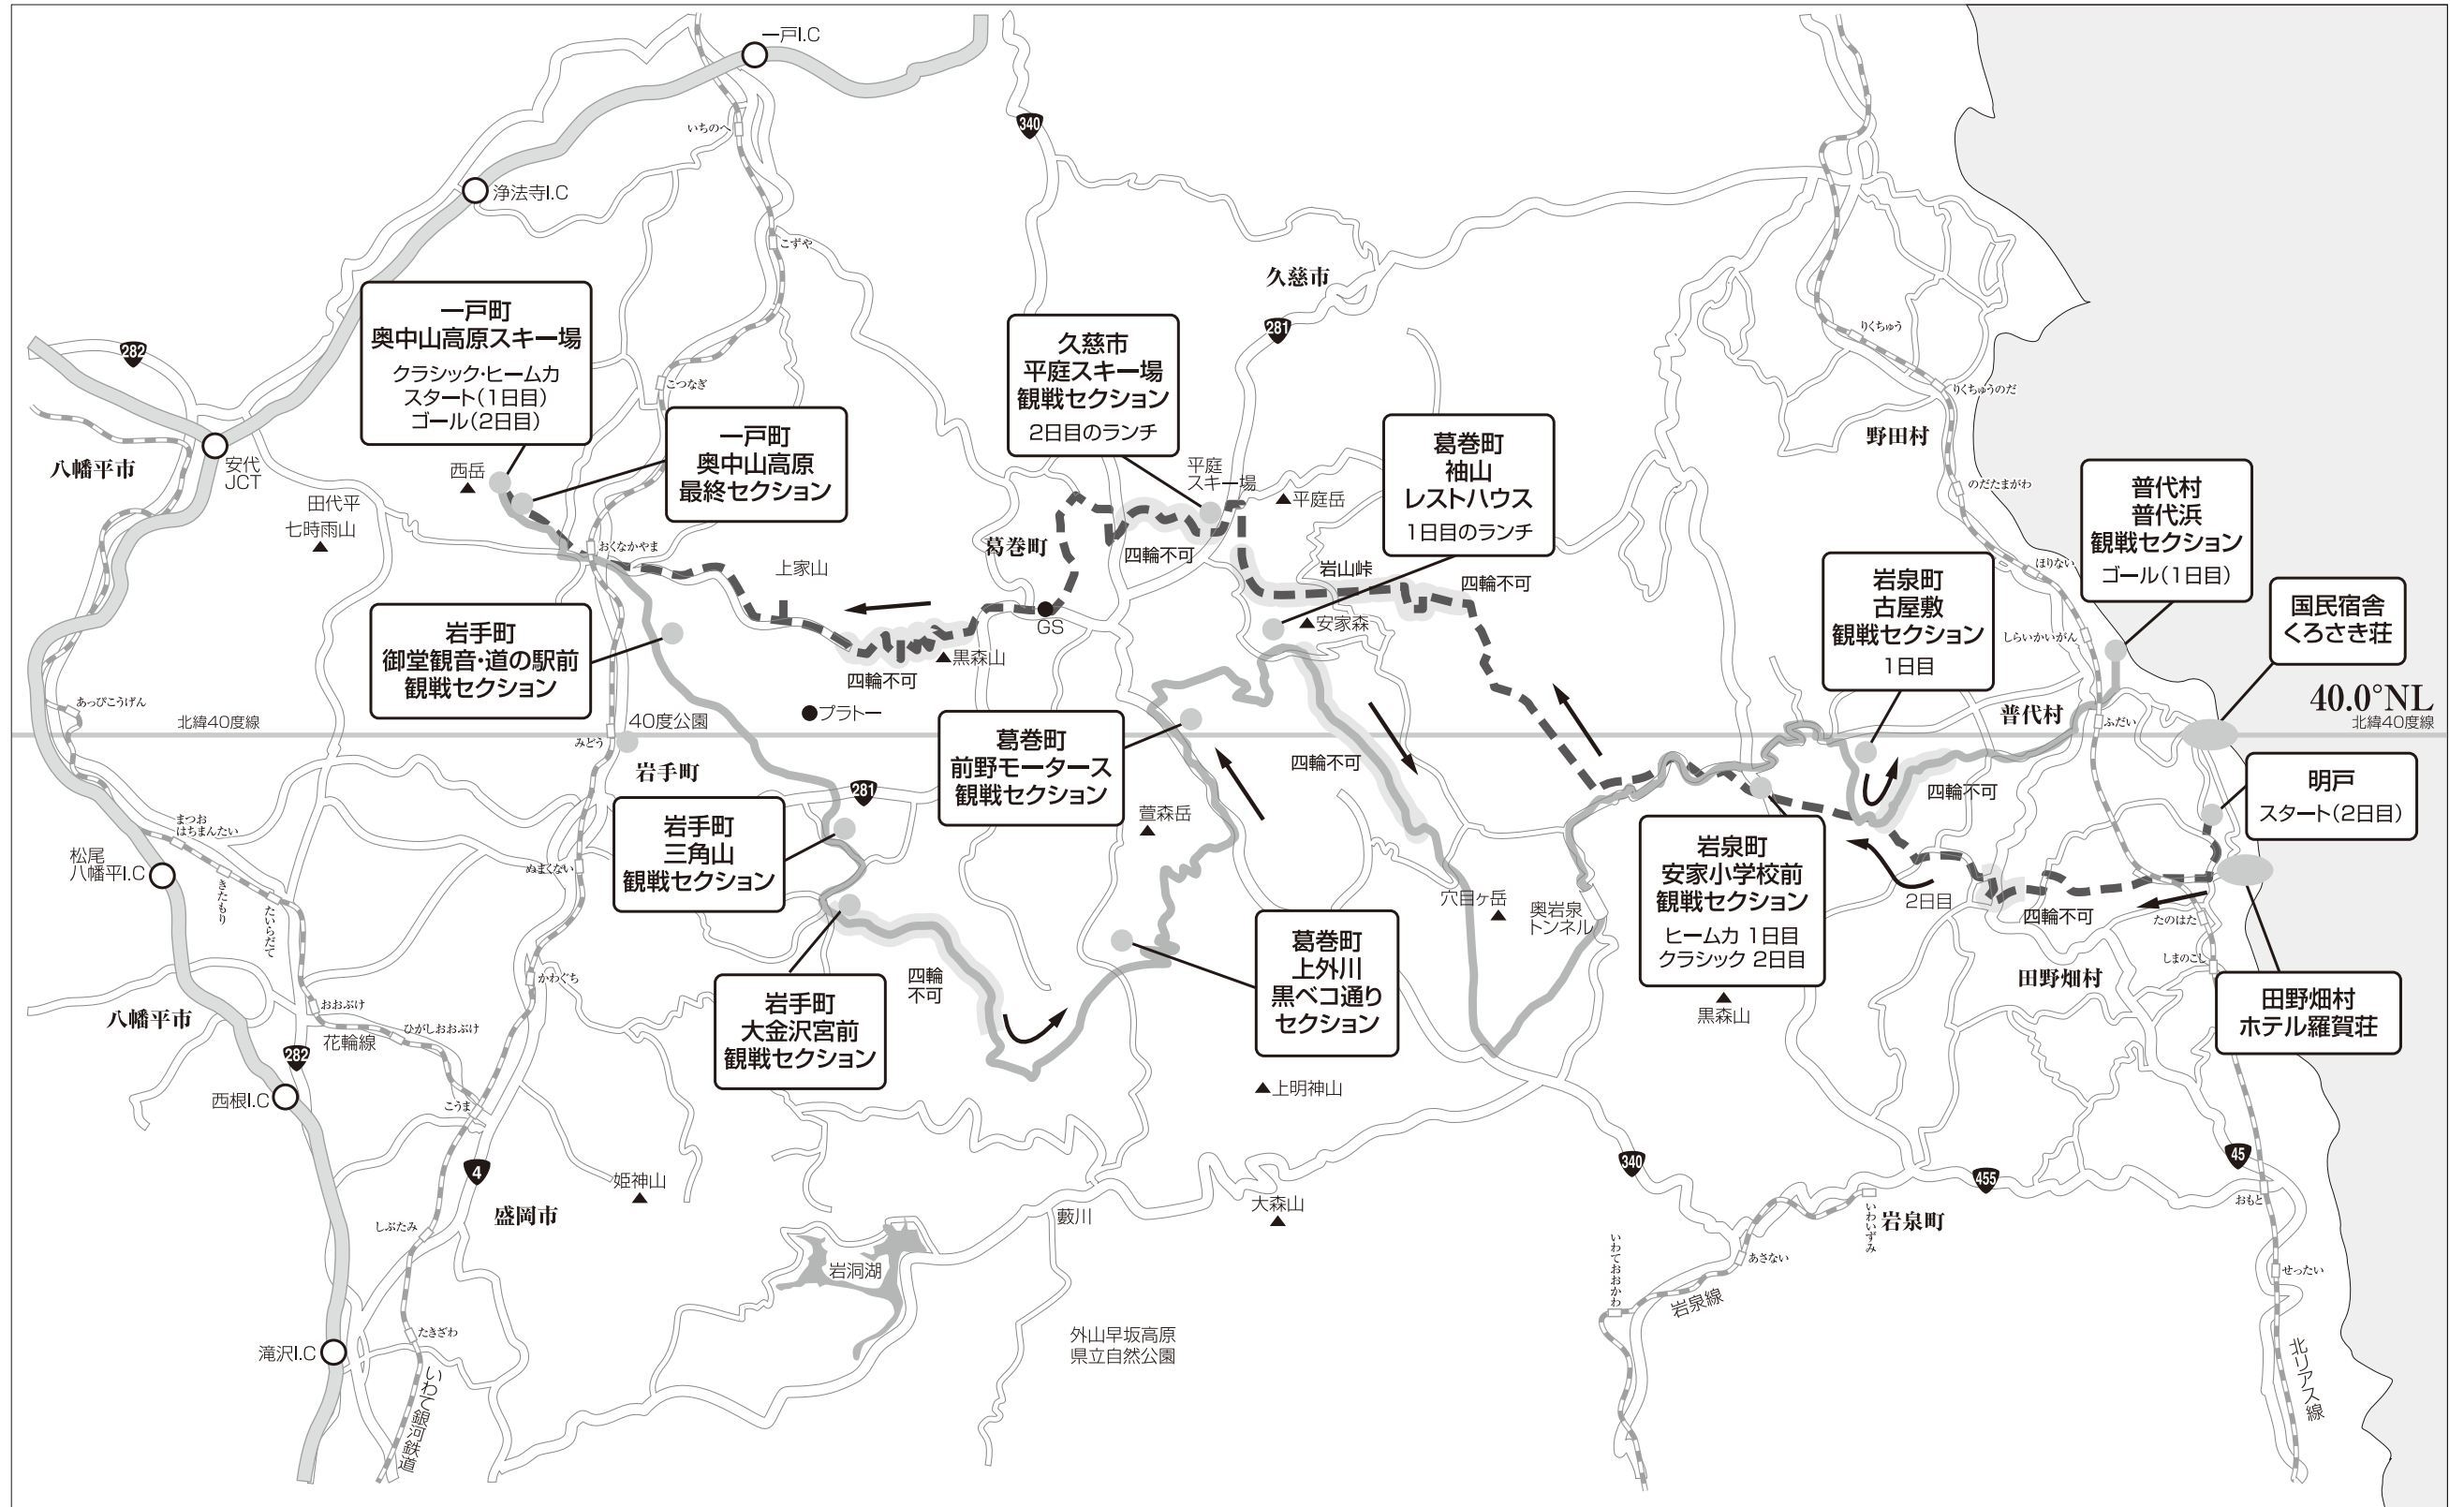 一戸I.C
340
いちのへ
浄法寺I.C
こずや
久慈市
281
りくちゅう
282
一戸町
奥中山高原スキー場
クラシック・ヒームカ
スタート(1日目)
ゴール(2日目)
久慈市
平庭スキー場
観戦セクション
2日目のランチ
こつなぎ
りくちゅうのだ
野田村
一戸町
奥中山高原
最終セクション
葛巻町
袖山
レストハウス
1日目のランチ
八幡平市
安代
JCT
西岳
田代平
七時雨山
平庭
スキー場
平庭岳
のだたまがわ
普代村
普代浜
観戦セクション
ゴール(1日目)
おくなかやま
葛巻町
四輪不可
上家山
岩山峠
四輪不可
ほりない
岩泉町
古屋敷
観戦セクション
1日目
国民宿舎
くろさき荘
岩手町
御堂観音・道の駅前
観戦セクション
GS
安家森
しらいかいがん
黒森山
四輪不可
あっぴこうげん
北緯40度線
40度公園
プラトー
みどう
40.0°NL
北緯40度線
普代村
ふだい
葛巻町
前野モータース
観戦セクション
岩手町
281
四輪不可
四輪不可
明戸
スタート(2日目)
岩手町
三角山
観戦セクション
萱森岳
まつお
はちまんたい
松尾
八幡平I.C
ぬまくない
きたもり
たいらだて
岩泉町
安家小学校前
観戦セクション
ヒームカ 1日目
クラシック 2日目
穴目ヶ岳
奥岩泉
トンネル
2日目
四輪不可
たのはた
しまのこし
田野畑村
葛巻町
上外川
黒ベコ通り
セクション
四輪
不可
岩手町
大金沢宮前
観戦セクション
田野畑村
ホテル羅賀荘
かわぐち
八幡平市
おおぶけ
ひがしおおぶけ
花輪線
282
黒森山
西根I.C
こうま
上明神山
4
姫神山
340
45
455
盛岡市
しぶたみ
藪川
大森山
おもと
岩泉町
いわいずみ
あさない
いわておおかわ
岩泉線
岩洞湖
せったい
滝沢I.C
たきざわ
外山早坂高原
県立自然公園
いわて銀河鉄道
北リアス線